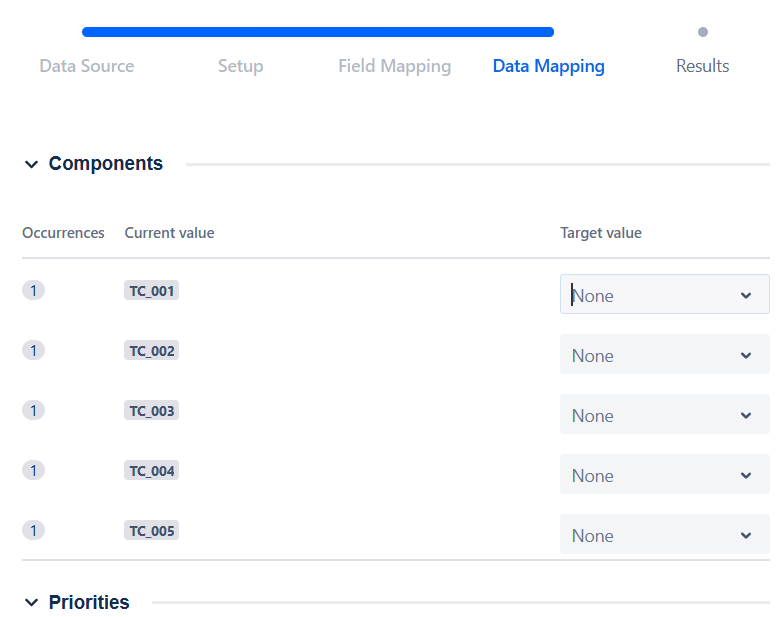 Data Source Setup Field Mapping Data Mapping Results
Components
Occurrences Current value Target value
1 TC_001 None
1 TC_002 None
1 TC_003 None
1 TC_004 None
1 TC_005 None
Priorities